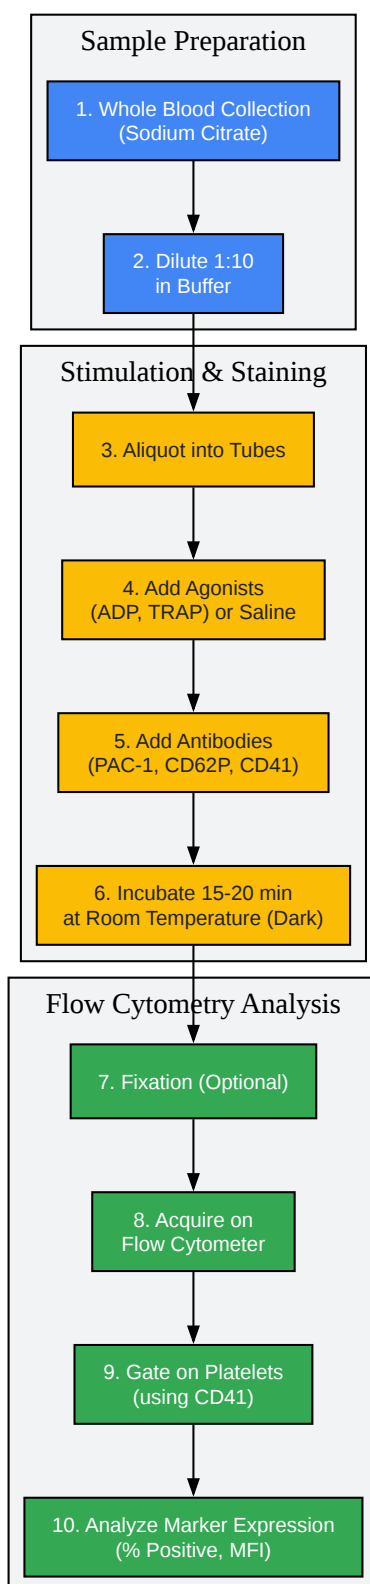 Sample Preparation
1. Whole Blood Collection
(Sodium Citrate)
2. Dilute 1:10
in Buffer
Stimulation & Staining
3. Aliquot into Tubes
4. Add Agonists
(ADP, TRAP) or Saline
5. Add Antibodies
(PAC-1, CD62P, CD41)
6. Incubate 15-20 min
at Room Temperature (Dark)
Flow Cytometry Analysis
7. Fixation (Optional)
8. Acquire on
Flow Cytometer
9. Gate on Platelets
(using CD41)
10. Analyze Marker Expression
(% Positive, MFI)